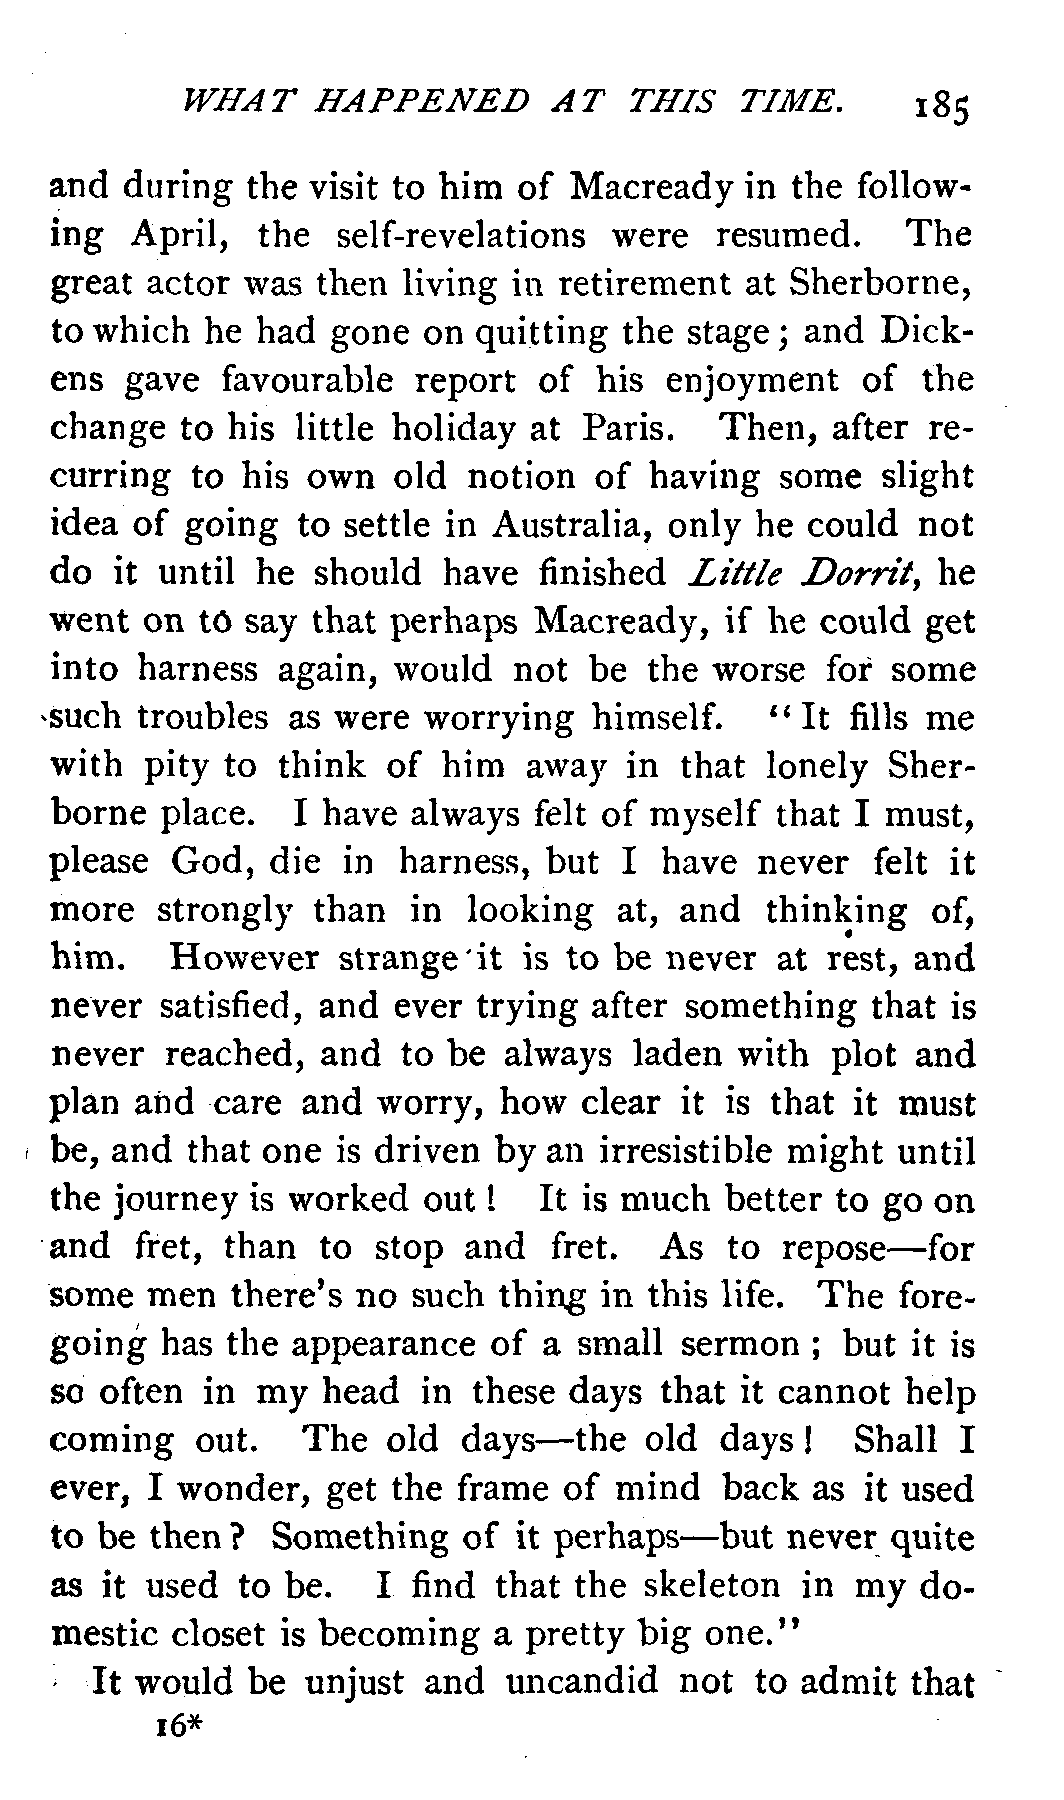 WHAT HAPPENED AT THIS TIME. 185
and during the visit to him of Macready in the follow-
ing April, the self-revelations were resumed. The
great actor was then living in retirement at Sherborne,
to which he had gone on quitting the stage; and Dick-
ens gave favourable report of his enjoyment of the
change to his little holiday at Paris. Then, after re-
curring to his own old notion of having some slight
idea of going to settle in Australia, only he could not
do it until he should have finished Little Dorrit, he
went on to say that perhaps Macready, if he could get
into harness again, would not be the worse for some
such troubles as were worrying himself. "It fills me
with pity to think of him away in that lonely Sher-
borne place. I have always felt of myself that I must,
please God, die in harness, but I have never felt it
more strongly than in looking at, and thinking of,
him. However strange it is to be never at rest, and
never satisfied, and ever trying after something that is
never reached, and to be always laden with plot and
plan and care and worry, how clear it is that it must
be, and that one is driven by an irresistible might until
the journey is worked out! It is much better to go on
and fret, than to stop and fret. As to repose—for
some men there's no such thing in this life. The fore-
going has the appearance of a small sermon; but it is
so often in my head in these days that it cannot help
coming out. The old days—the old days! Shall I
ever, I wonder, get the frame of mind back as it used
to be then? Something of it perhaps—but never quite
as it used to be. I find that the skeleton in my do-
mestic closet is becoming a pretty big one."
It would be unjust and uncandid not to admit that
16*